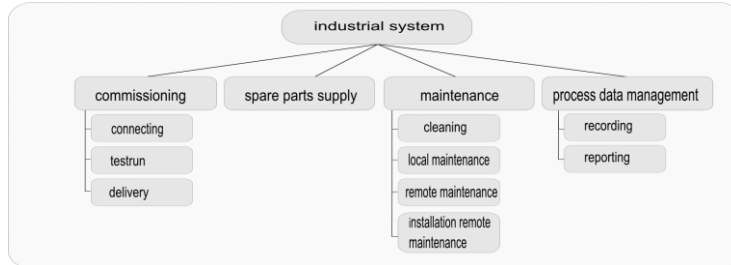 industrial system
commissioning
spare parts supply
maintenance
process data management
connecting
testrun
delivery
cleaning
local maintenance
remote maintenance
installation remote
maintenance
recording
reporting